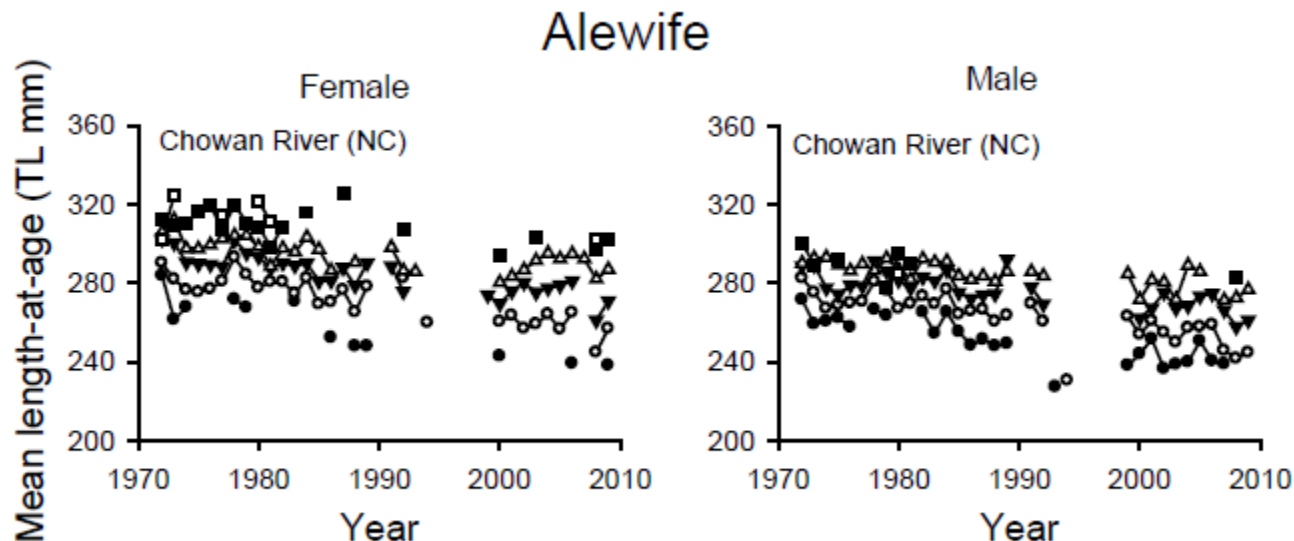 Alewife
Female
Male
Mean length-at-age (TL mm)
360
320
280
240
200
Chowan River (NC)
1970
1980
1990
2000
2010
Year
360
320
280
240
200
Chowan River (NC)
1970
1980
1990
2000
2010
Year